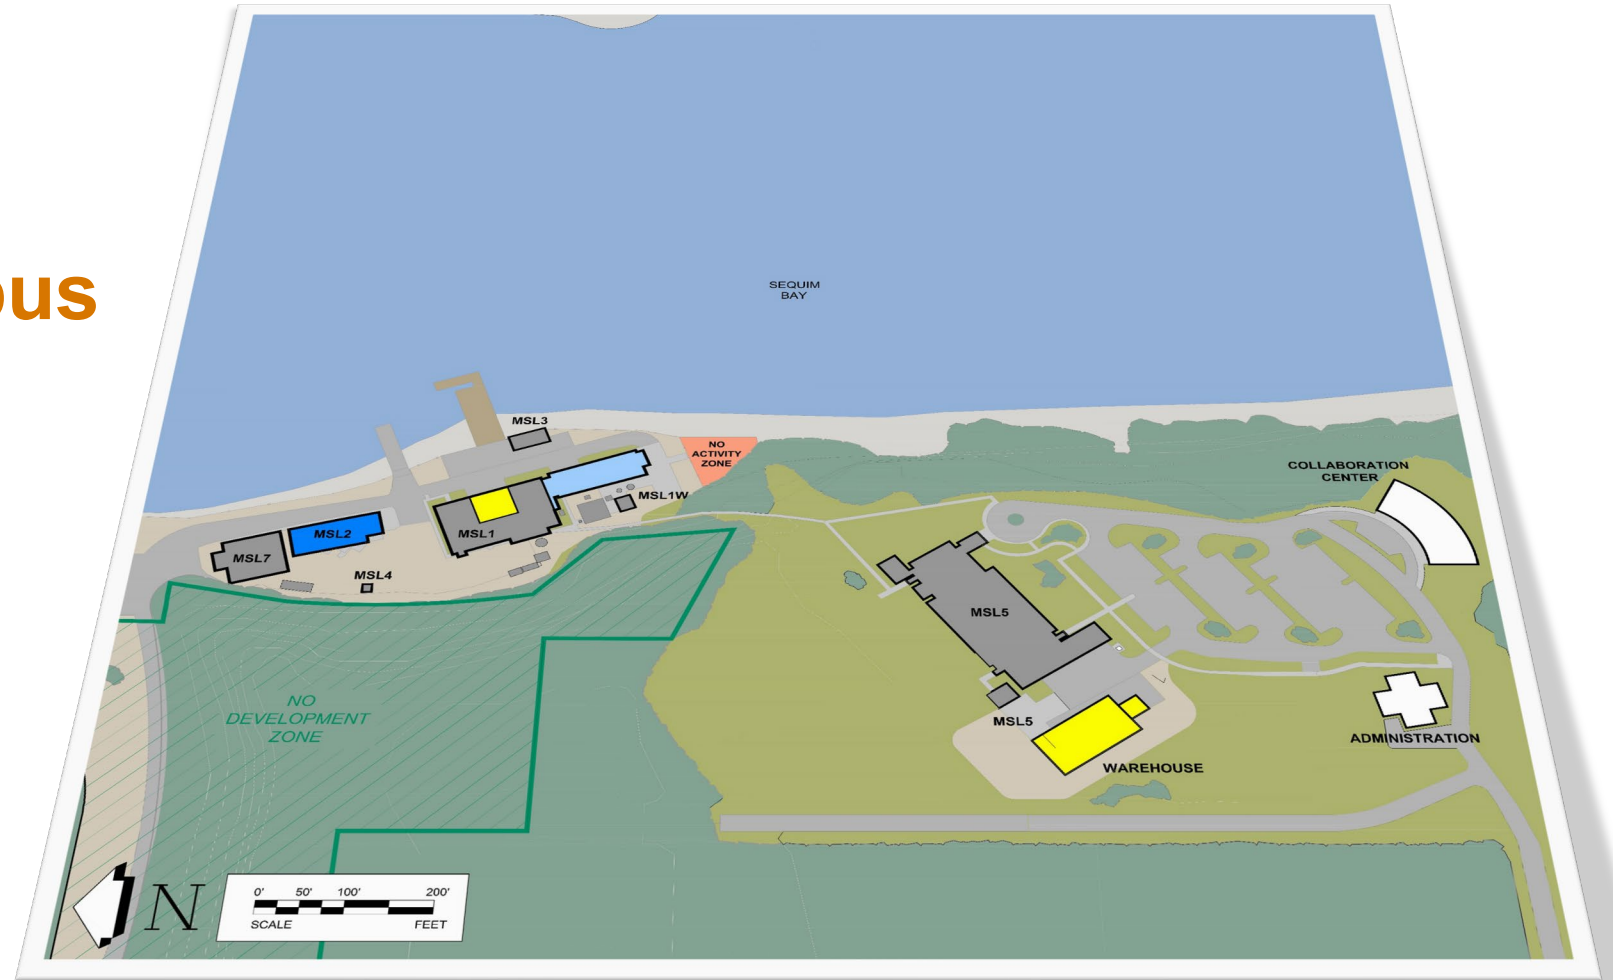 ous
SEQUIM
BAY
MSL3
NO
ACTIVITY
ZONE
COLLABORATION
CENTER
MSL1W
MSL2
MSL1
MSL7
MSL4
MSL5
NO
DEVELOPMENT
ZONE
MSL5
ADMINISTRATION
WAREHOUSE
N
0' 50' 100' 200'
SCALE FEET